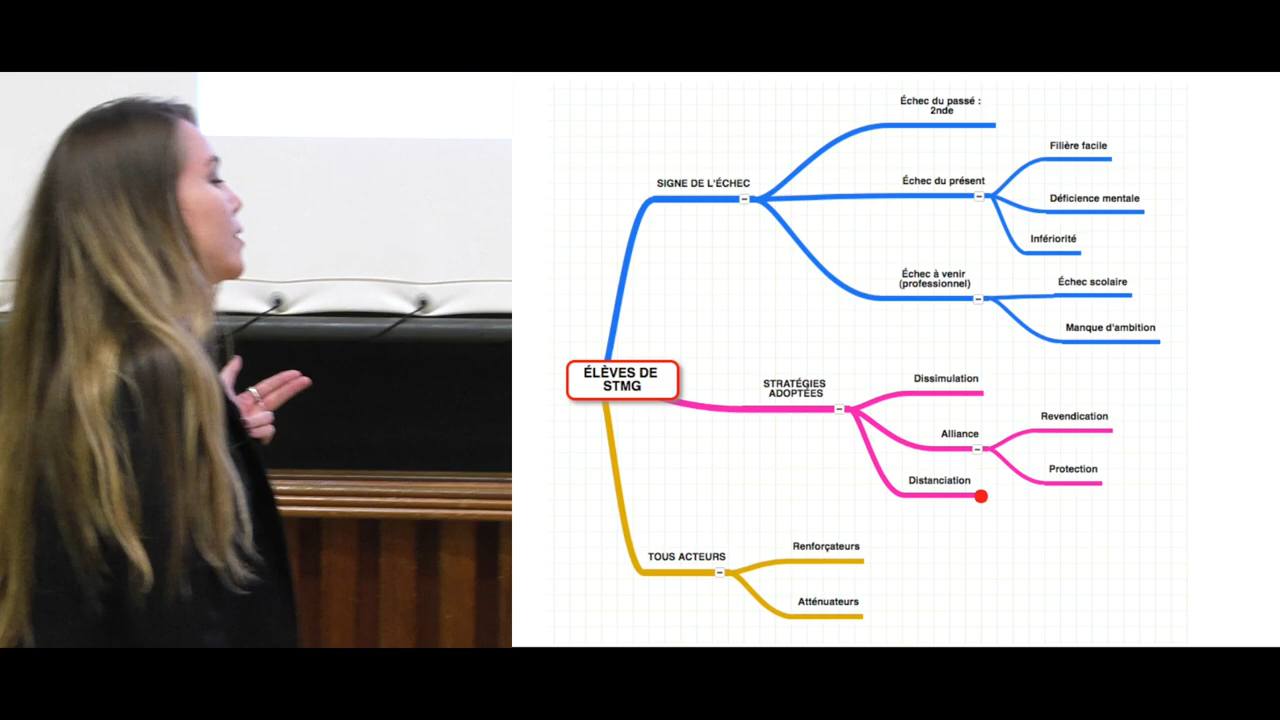 Échec du passé :
2nde
Filière facile
SIGNE DE L'ÉCHEC
Échec du présent
Déficience mentale
Infériorité
Échec à venir
(professionnel)
Échec scolaire
Manque d'ambition
ÉLÈVES DE
STMG
STRATÉGIES
ADOPTÉES
Dissimulation
Alliance
Revendication
Protection
Distanciation
TOUS ACTEURS
Renforçateurs
Atténuateurs